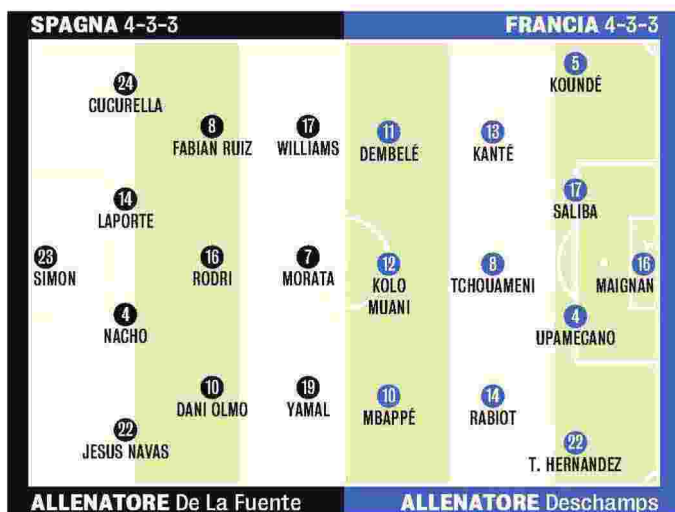 SPAGNA 4-3-3
FRANCIA 4-3-3
24
CUCURELLA
14
LAPORTE
23
SIMON
4
NACHO
22
JESUS NAVAS
8
FABIAN RUIZ
16
RODRI
10
DANI OLMO
17
WILLIAMS
7
MORATA
19
YAMAL
11
DEMBELÉ
12
KOLO
MUANI
10
MBAPPÉ
13
KANTÉ
8
TCHOUAMENI
14
RABIOT
5
KOUNDÉ
17
SALIBA
16
MAIGNAN
4
UPAMECANO
22
T. HERNANDEZ
ALLENATORE De La Fuente
ALLENATORE Deschamps